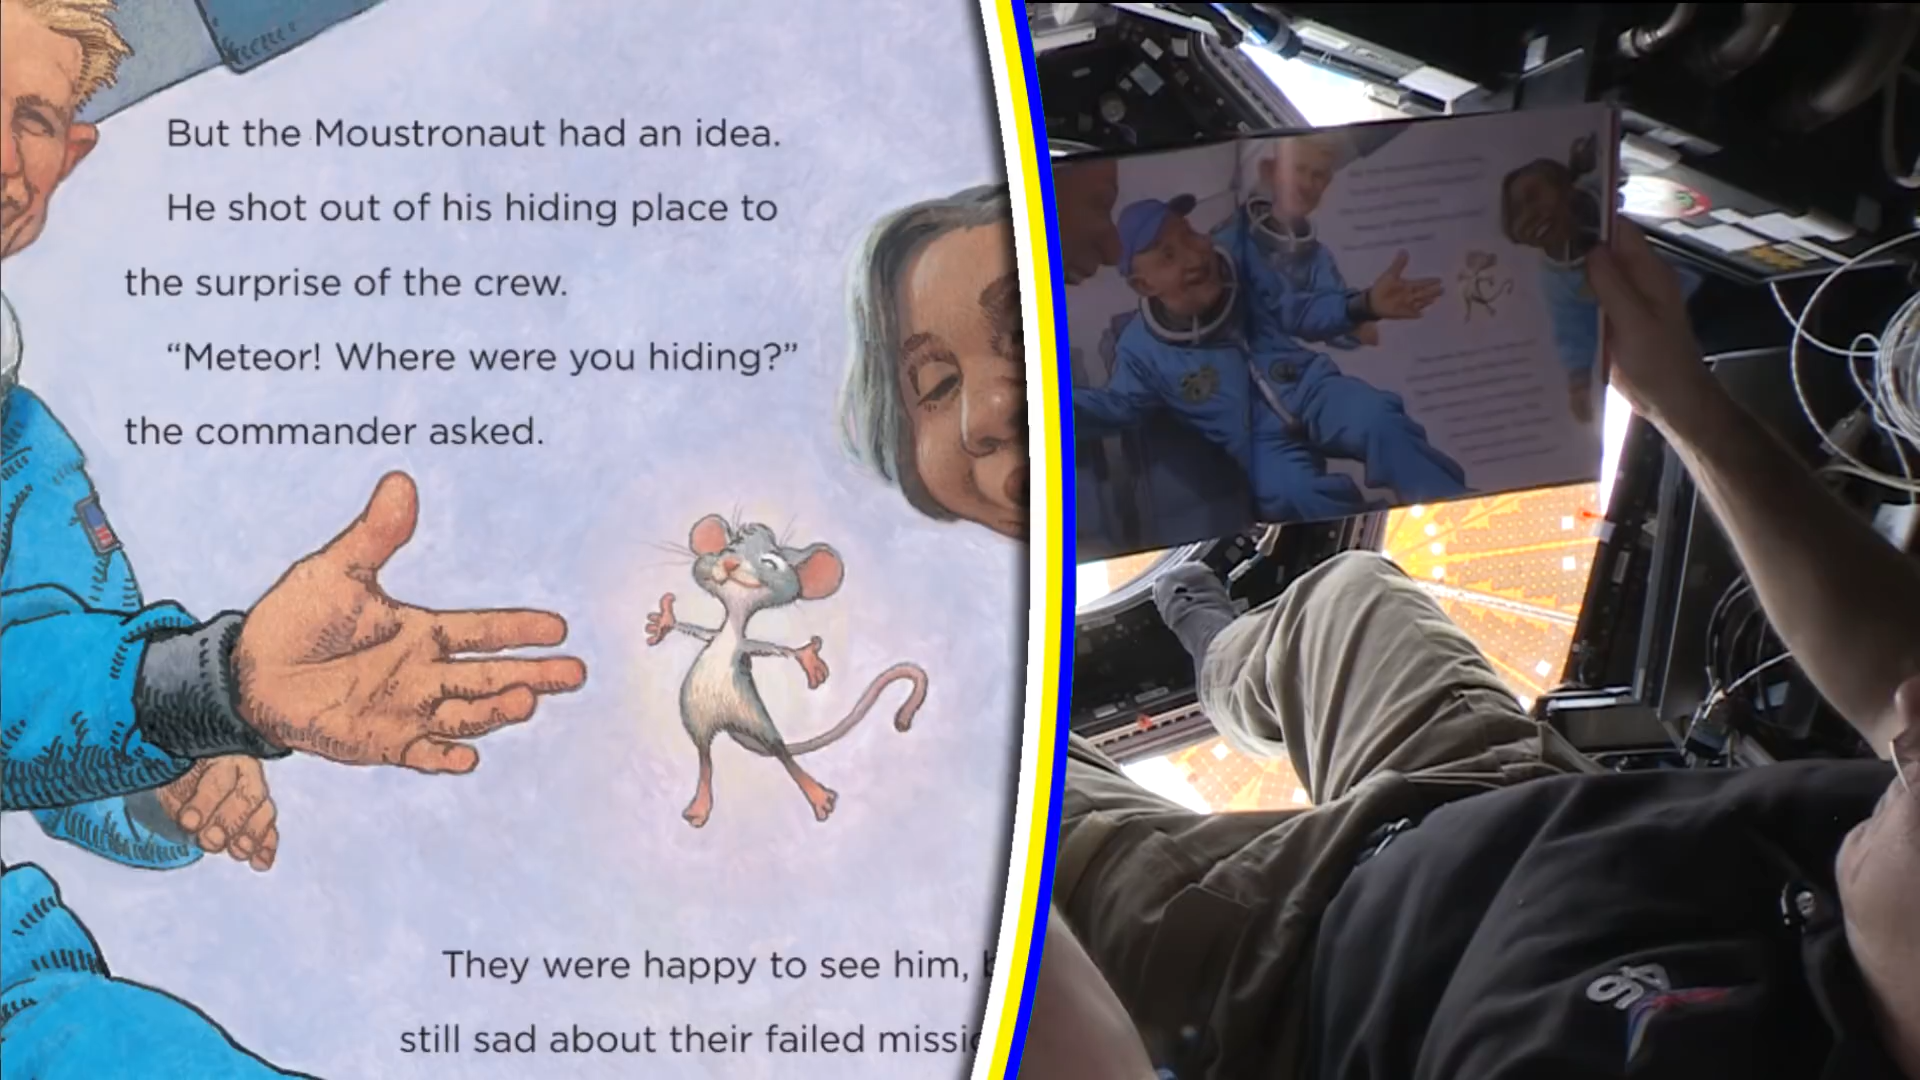 But the Moustronaut had an idea.
He shot out of his hiding place to
the surprise of the crew.
“Meteor! Where were you hiding?”
the commander asked.
They were happy to see him,
still sad about their failed